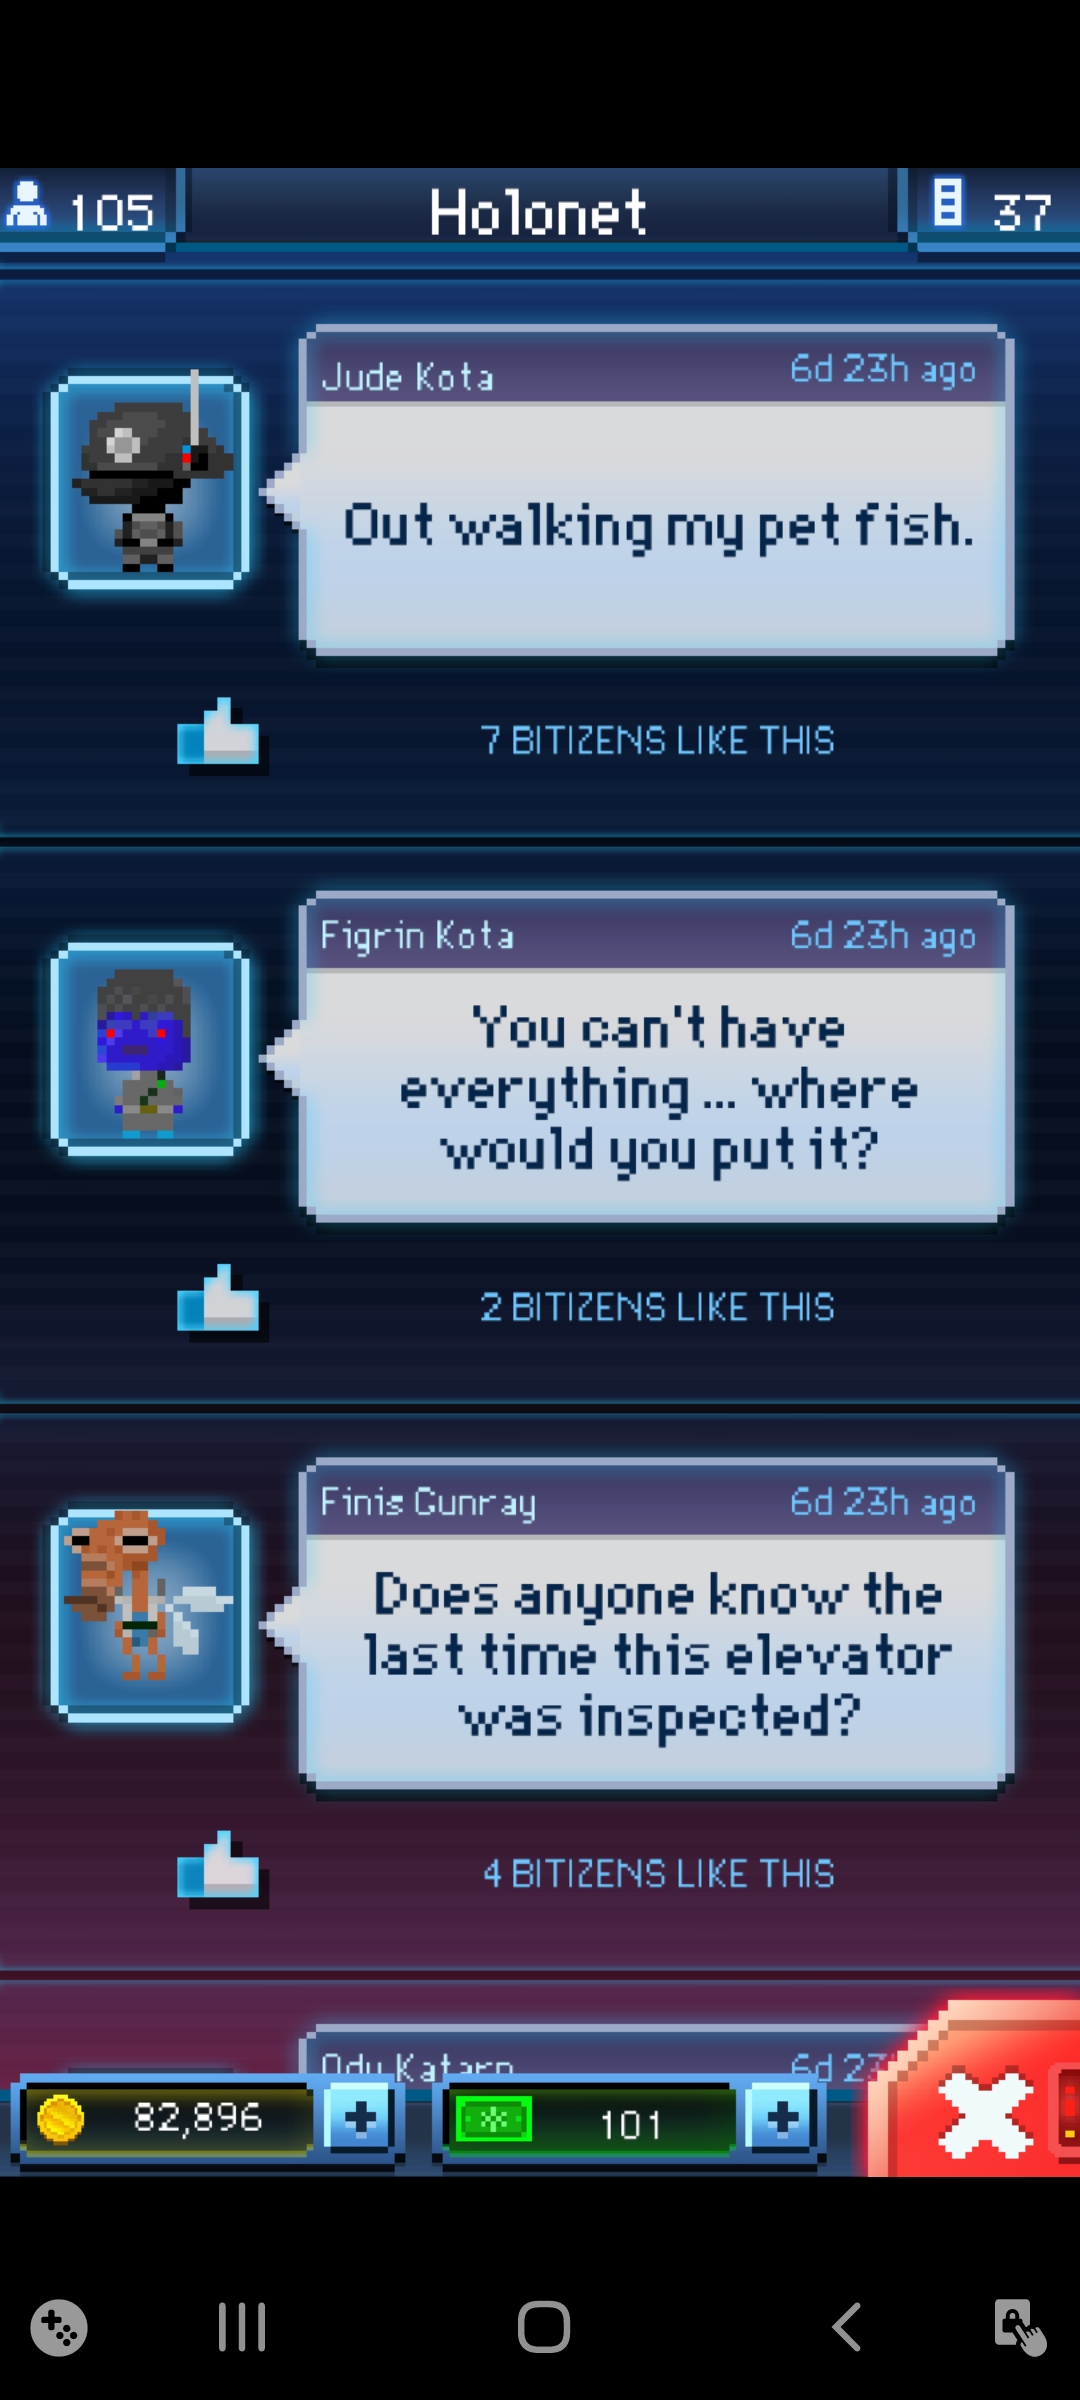 105
Holonet
37
Jude Kota
6d 23h ago
Out walking my pet fish.
7 BITIZENS LIKE THIS
Figrin Kota
6d 23h ago
You can't have
everything ... where
would you put it?
2 BITIZENS LIKE THIS
Finis Gunray
6d 23h ago
Does anyone know the
last time this elevator
was inspected?
4 BITIZENS LIKE THIS
Odu Katarn
6d
82,896
101